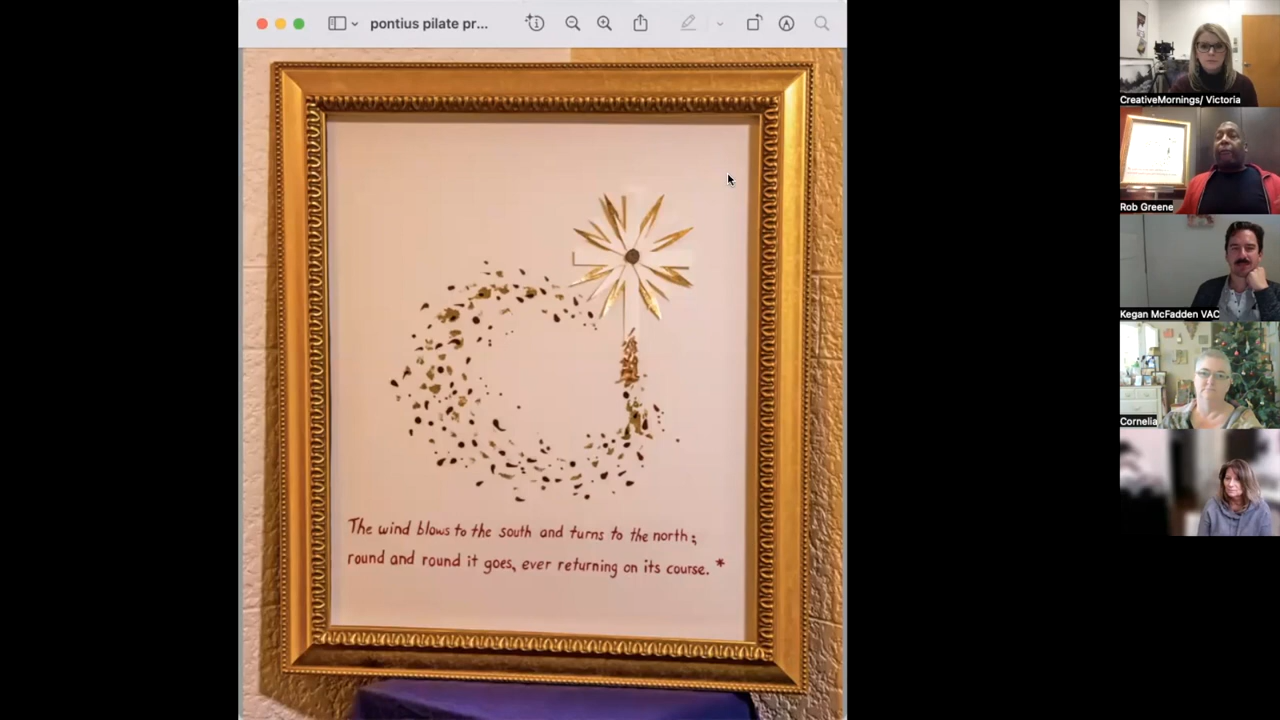 pontius pilate pr...
The wind blows to the south and turns to the north;
round and round it goes, ever returning on its course. *
CreativeMornings/ Victoria
Rob Greene
Kegan McFadden VAC
Cornelia